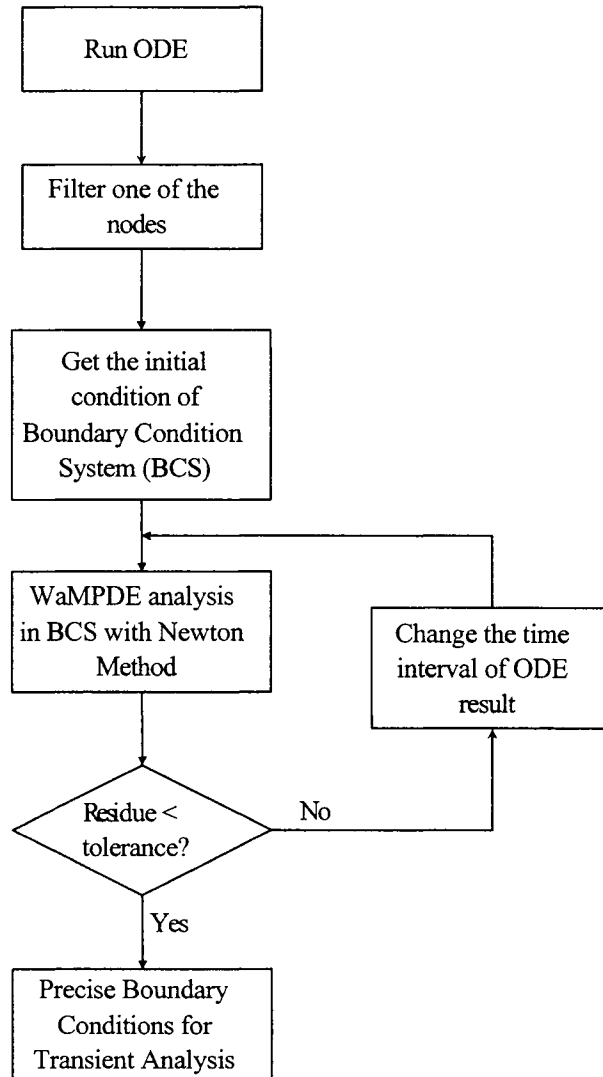 Run ODE
Filter one of the
nodes
Get the initial
condition of
Boundary Condition
System (BCS)
WaMPDE analysis
in BCS with Newton
Method
Change the time
interval of ODE
result
Residue <
tolerance?
No
Yes
Precise Boundary
Conditions for
Transient Analysis